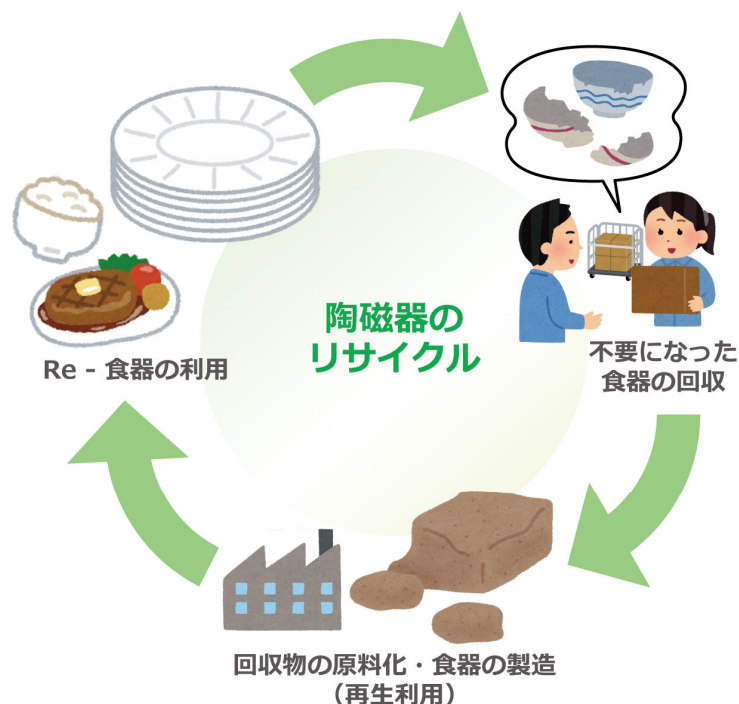 陶磁器の
リサイクル
不要になった
食器の回収
回収物の原料化・食器の製造
（再生利用）
Re - 食器の利用